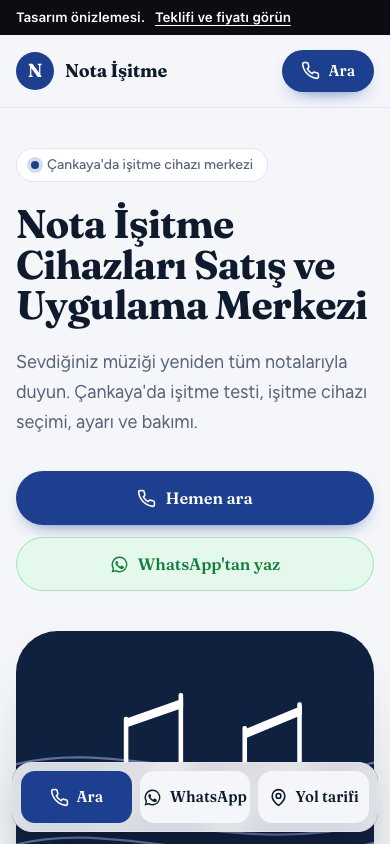 Tasarım önizlemesi. Teklifi ve fiyatı görün
N Nota İşitme
Ara
Çankaya'da işitme cihazı merkezi
Nota İşitme
Cihazları Satış ve
Uygulama Merkezi
Sevdiğiniz müziği yeniden tüm notalarıyla
duyun. Çankaya'da işitme testi, işitme cihazı
seçimi, ayarı ve bakımı.
Hemen ara
WhatsApp'tan yaz
Ara
WhatsApp
Yol tarifi